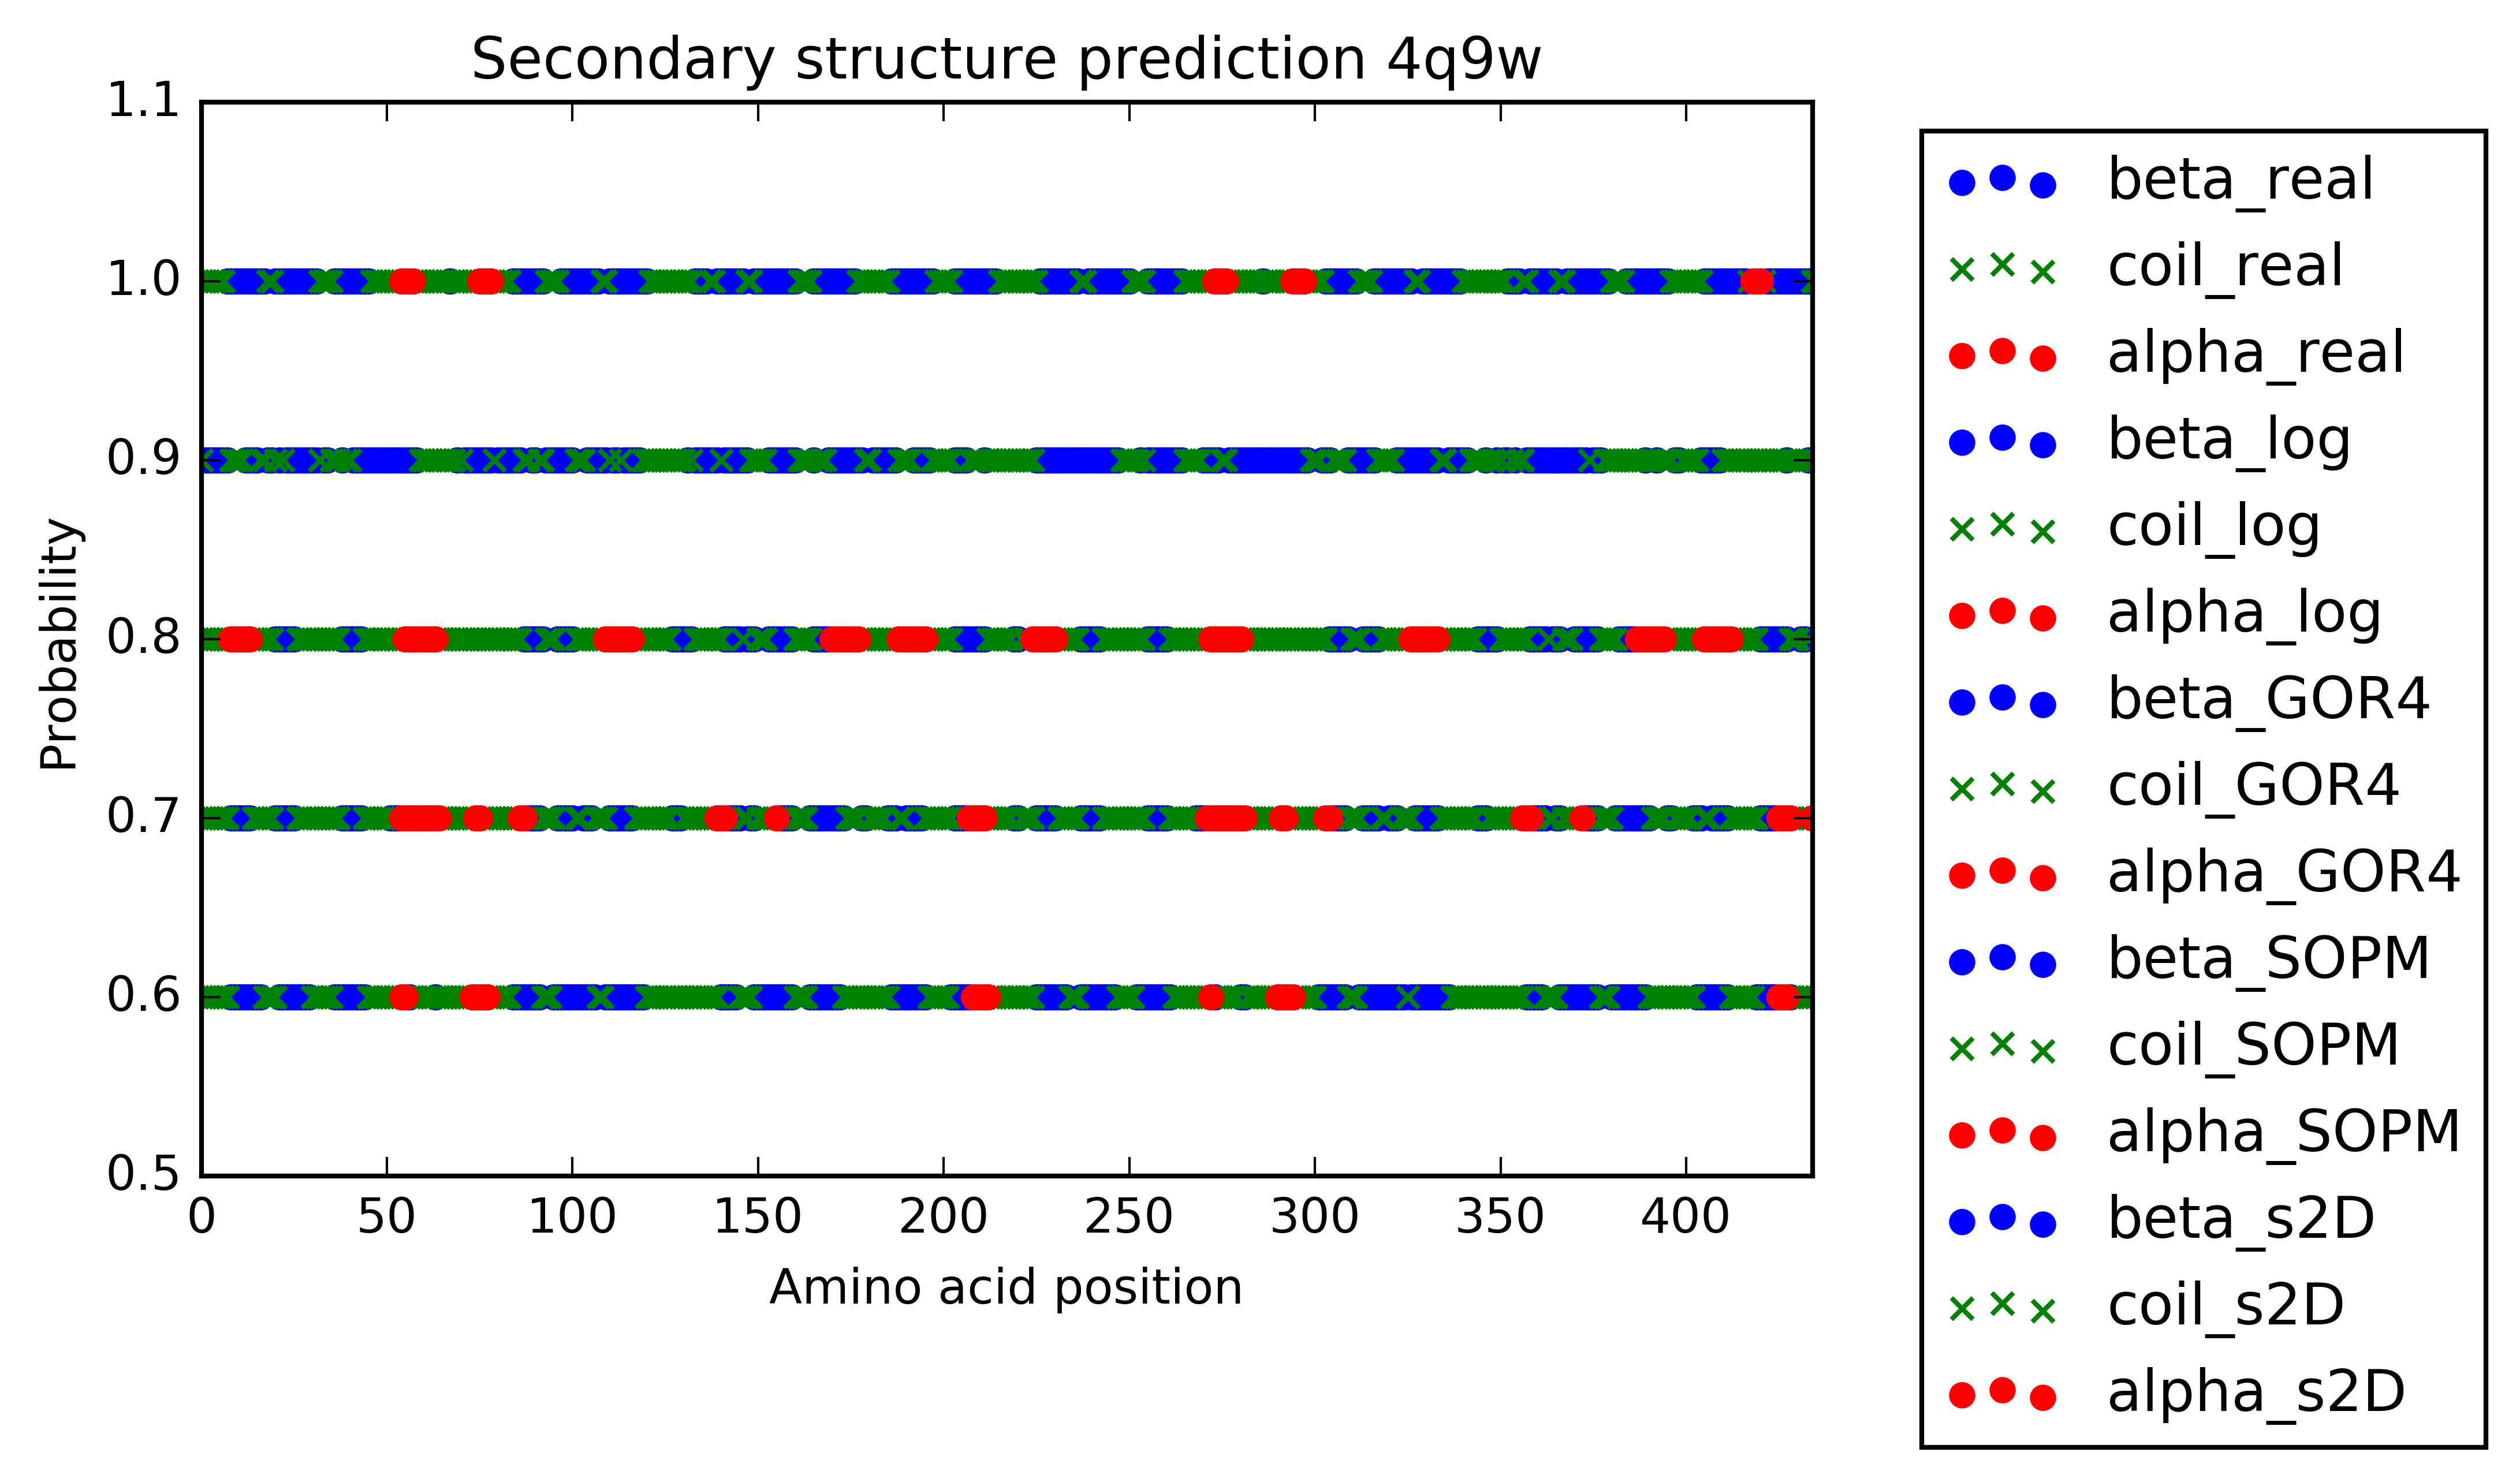 Secondary structure prediction 4q9w
1.1
1.0
0.9
0.8
0.7
0.6
0.5
Probability
0 50 100 150 200 250 300 350 400
Amino acid position
beta_real
coil_real
alpha_real
beta_log
coil_log
alpha_log
beta_GOR4
coil_GOR4
alpha_GOR4
beta_SOPM
coil_SOPM
alpha_SOPM
beta_s2D
coil_s2D
alpha_s2D